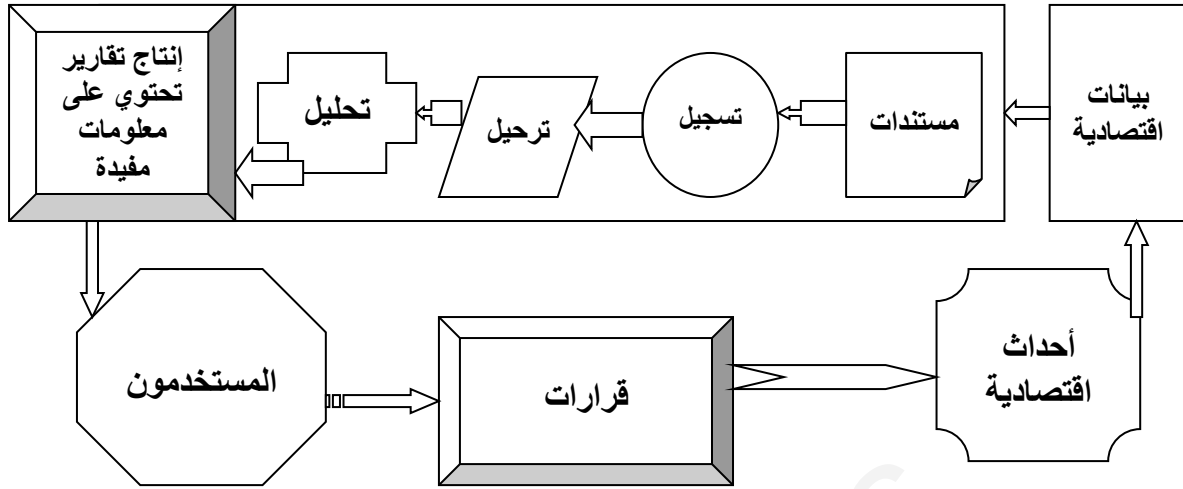 بيانات
اقتصادية
مستندات
تسجيل
ترحيل
تحليل
إنتاج تقارير
تحتوي على
معلومات
مفيدة
المستخدمون
قرارات
أحداث
اقتصادية